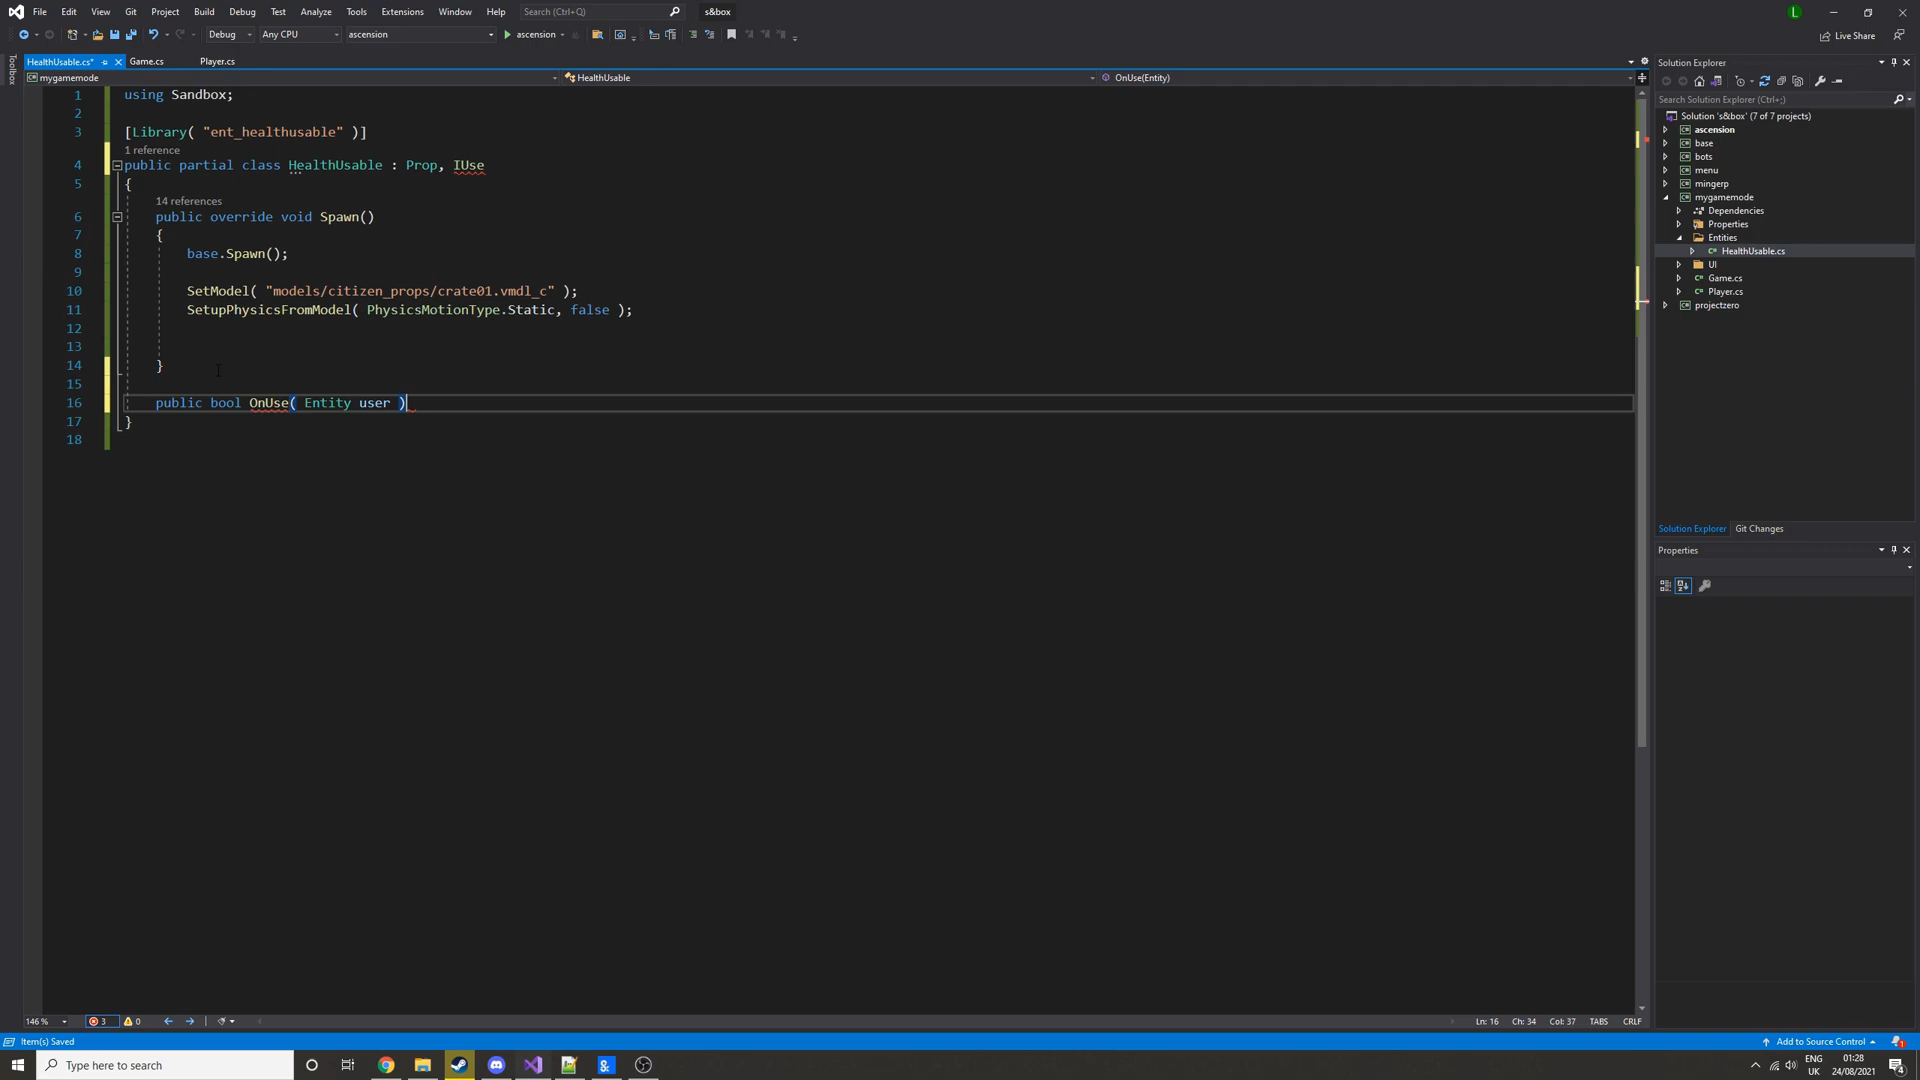 File Edit View Git Project Build Debug Test Analyze Tools Extensions Window Help Search (Ctrl+Q) s&box L
Debug Any CPU ascension ascension Live Share
Toolbox
HealthUsable.cs* Game.cs Player.cs
mygamemode HealthUsable OnUse(Entity)
1 using Sandbox;
2
3 [Library( "ent_healthusable" )]
1 reference
4 public partial class HealthUsable : Prop, IUse
5 {
14 references
6 public override void Spawn()
7 {
8 base.Spawn();
9
10 SetModel( "models/citizen_props/crate01.vmdl_c" );
11 SetupPhysicsFromModel( PhysicsMotionType.Static, false );
12
13
14 }
15
16 public bool OnUse( Entity user )
17 }
18
Solution Explorer
Search Solution Explorer (Ctrl+;)
Solution 's&box' (7 of 7 projects)
ascension
base
bots
menu
mingerp
mygamemode
Dependencies
Properties
Entities
HealthUsable.cs
UI
Game.cs
Player.cs
projectzero
Solution Explorer Git Changes
Properties
146 % 3 0 Ln: 16 Ch: 34 Col: 37 TABS CRLF
Item(s) Saved Add to Source Control 1
Type here to search ENG UK 01:28 24/08/2021 4